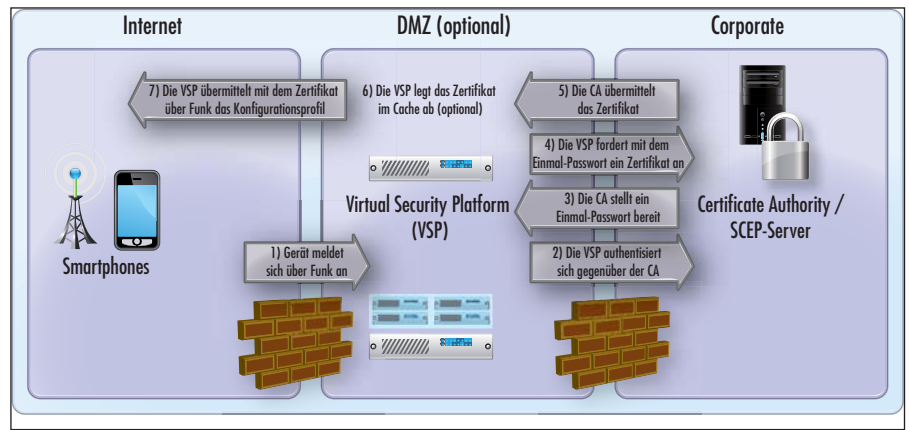 Internet
DMZ (optional)
Corporate
7) Die VSP übermittelt mit dem Zertifikat
über Funk das Konfigurationsprofil
6) Die VSP legt das Zertifikat
im Cache ab (optional)
5) Die CA übermittelt
das Zertifikat
4) Die VSP fordert mit dem
Einmal-Passwort ein Zertifikat an
3) Die CA stellt ein
Einmal-Passwort bereit
Virtual Security Platform
(VSP)
Certificate Authority /
SCEP-Server
Smartphones
1) Gerät meldet
sich über Funk an
2) Die VSP authentisiert
sich gegenüber der CA